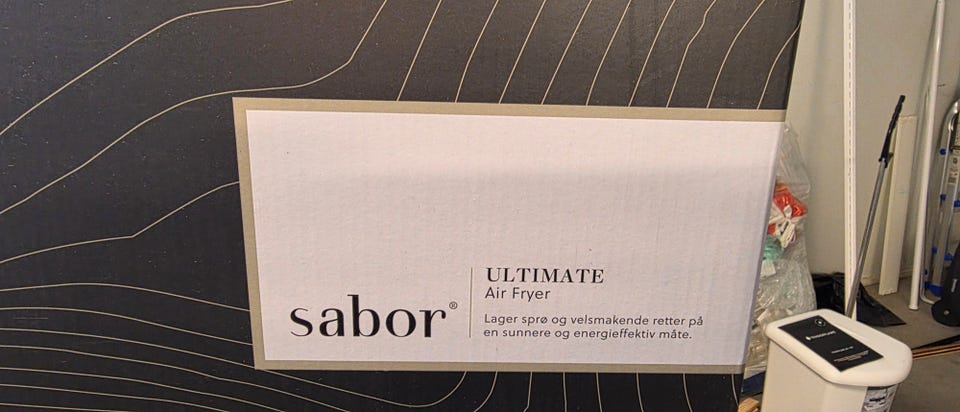 sabor®
ULTIMATE
Air Fryer
Lager sprø og velsmakende retter på
en sunnere og energieffektiv måte.